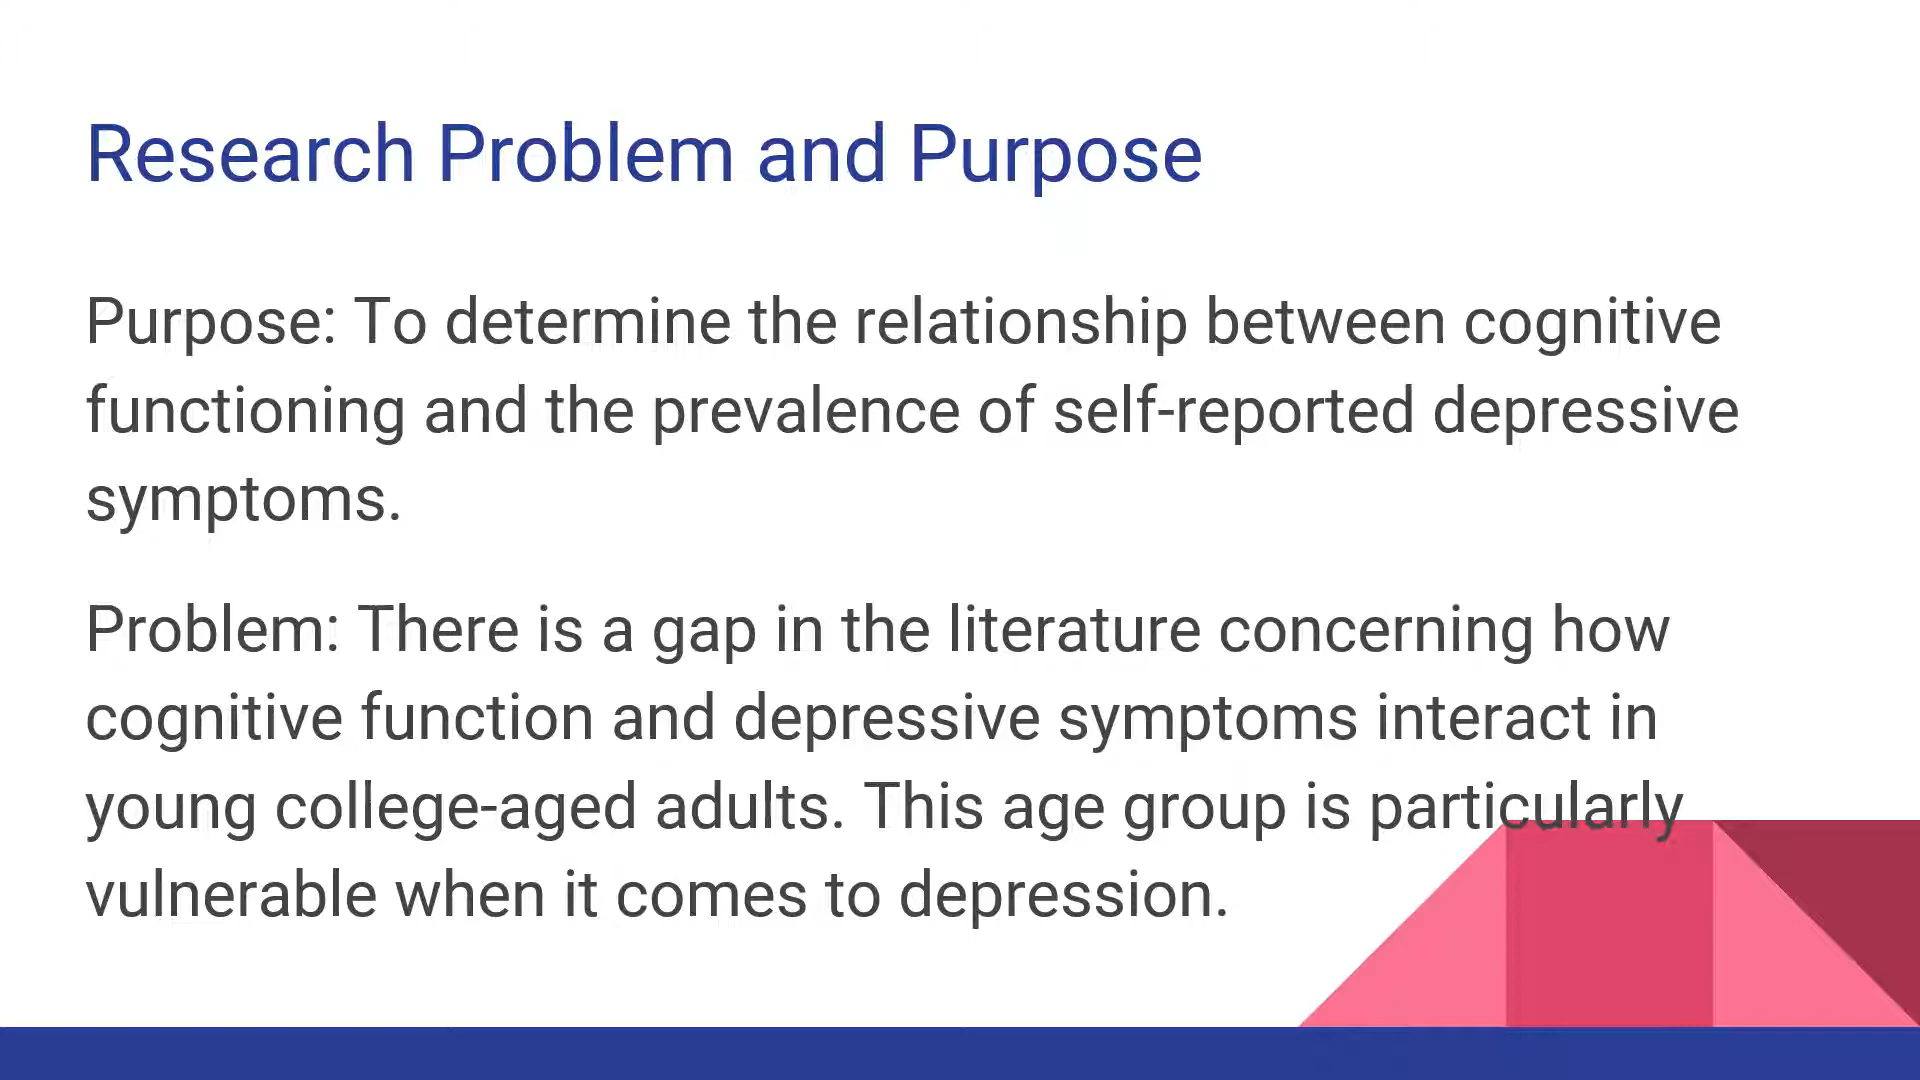 Research Problem and Purpose
Purpose: To determine the relationship between cognitive
functioning and the prevalence of self-reported depressive
symptoms.
Problem: There is a gap in the literature concerning how
cognitive function and depressive symptoms interact in
young college-aged adults. This age group is particularly
vulnerable when it comes to depression.